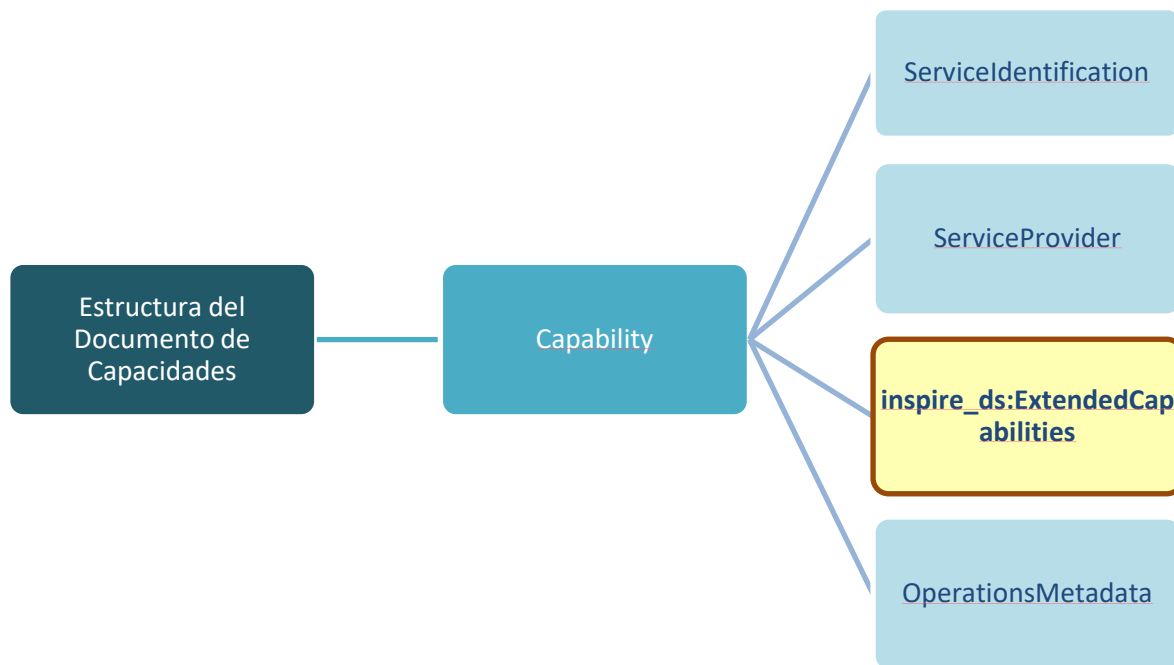 ServiceIdentification
ServiceProvider
Estructura del
Documento de
Capacidades
Capability
inspire_ds:ExtendedCap
abilities
OperationsMetadata